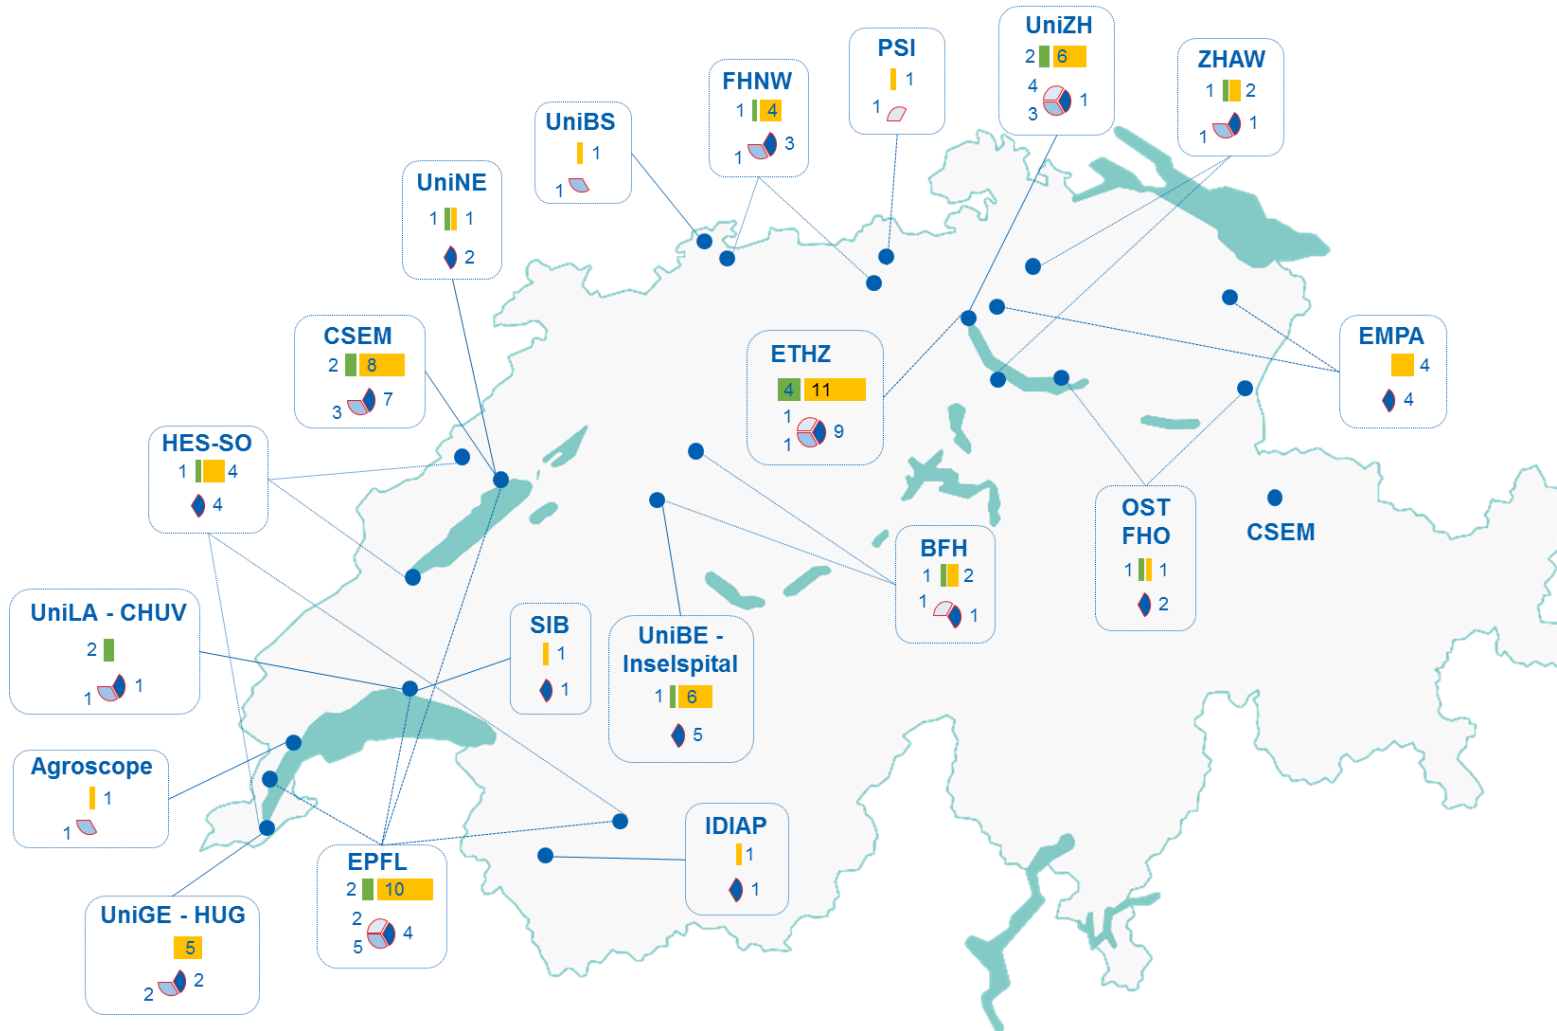 UniZH
2 6
4
1
3
PSI
1
1
ZHAW
1 2
1
1
FHNW
1 4
3
1
UniBS
1
1
UniNE
1 1
2
CSEM
2 8
7
3
ETHZ
4 11
1
9
1
EMPA
4
4
HES-SO
1 4
4
OST
FHO
1 1
2
CSEM
BFH
1 2
1
1
UniLA - CHUV
2
1
1
SIB
1
1
UniBE -
Inselspital
1 6
5
Agroscope
1
1
IDIAP
1
1
EPFL
2 10
2
4
5
UniGE - HUG
5
2
2